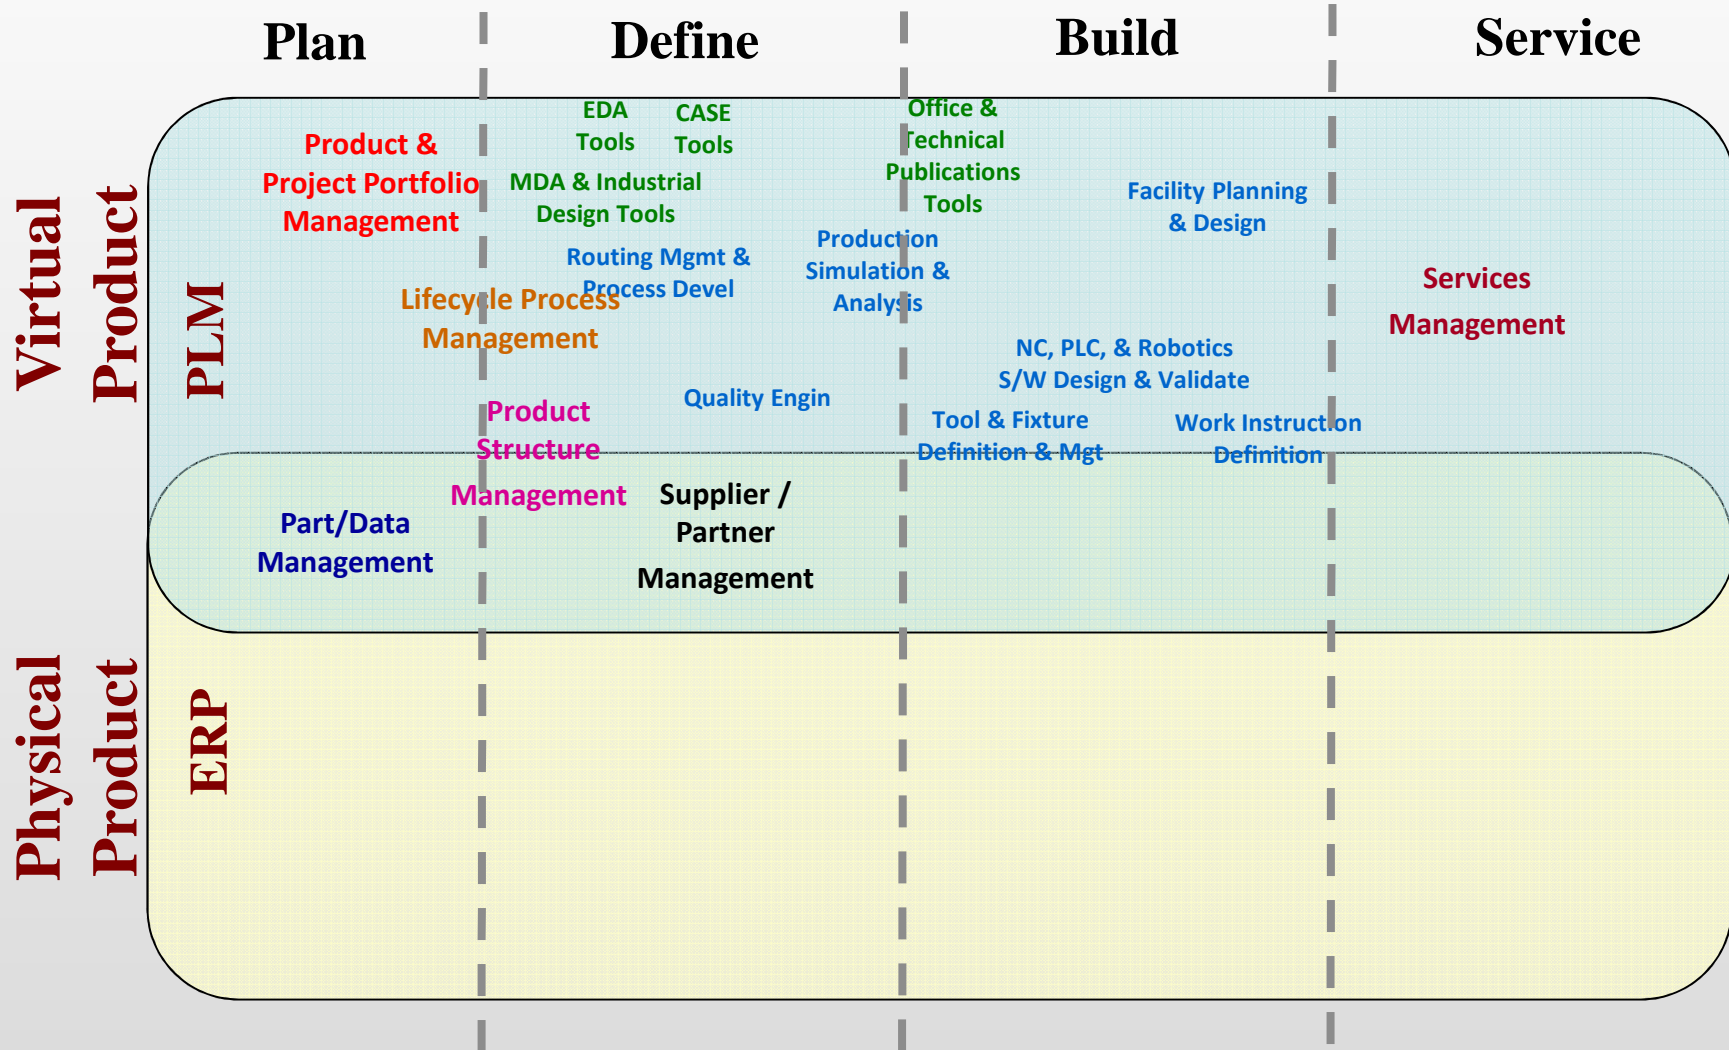 Plan
Define
Build
Service
Virtual
Product
PLM
Product &
Project Portfolio
Management
EDA
Tools
CASE
Tools
MDA & Industrial
Design Tools
Office &
Technical
Publications
Tools
Facility Planning
& Design
Routing Mgmt &
Process Devel
Production
Simulation &
Analysis
Lifecycle Process
Management
Services
Management
NC, PLC, & Robotics
S/W Design & Validate
Quality Engin
Product
Structure
Management
Tool & Fixture
Definition & Mgt
Work Instruction
Definition
Part/Data
Management
Supplier /
Partner
Management
Physical
Product
ERP